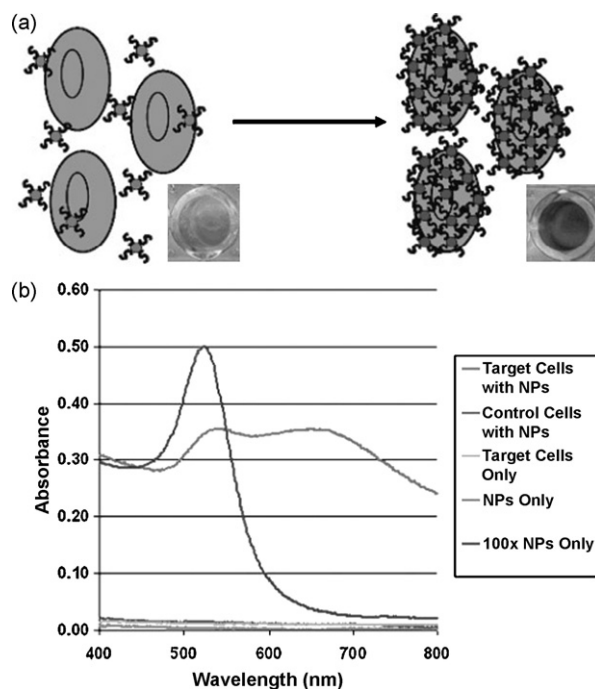 (a)
(b)
0.60
0.50
0.40
0.30
0.20
0.10
0.00
Absorbance
400
500
600
700
800
Wavelength (nm)
Target Cells
with NPs
Control Cells
with NPs
Target Cells
Only
NPs Only
100x NPs Only